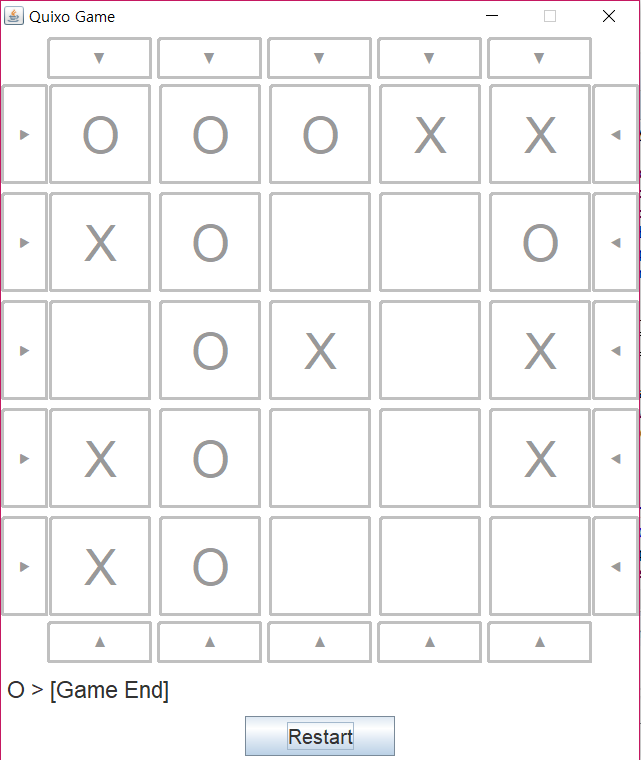 Quixo Game
▼ ▼ ▼ ▼ ▼
► O O O X X ◄
► X O O ◄
► O X X ◄
► X O X ◄
► X O ◄
▲ ▲ ▲ ▲ ▲
O > [Game End]
Restart